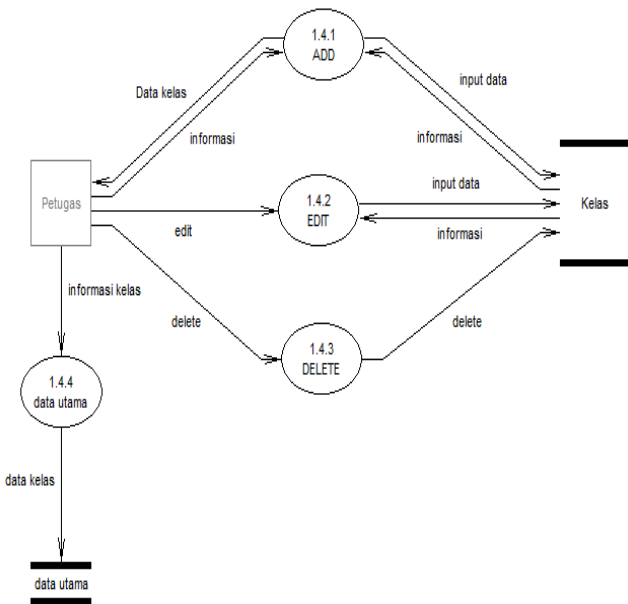 1.4.1
ADD
Data kelas
input data
informasi
informasi
Petugas
1.4.2
EDIT
input data
Kelas
edit
informasi
informasi kelas
delete
delete
1.4.3
DELETE
1.4.4
data utama
data kelas
data utama